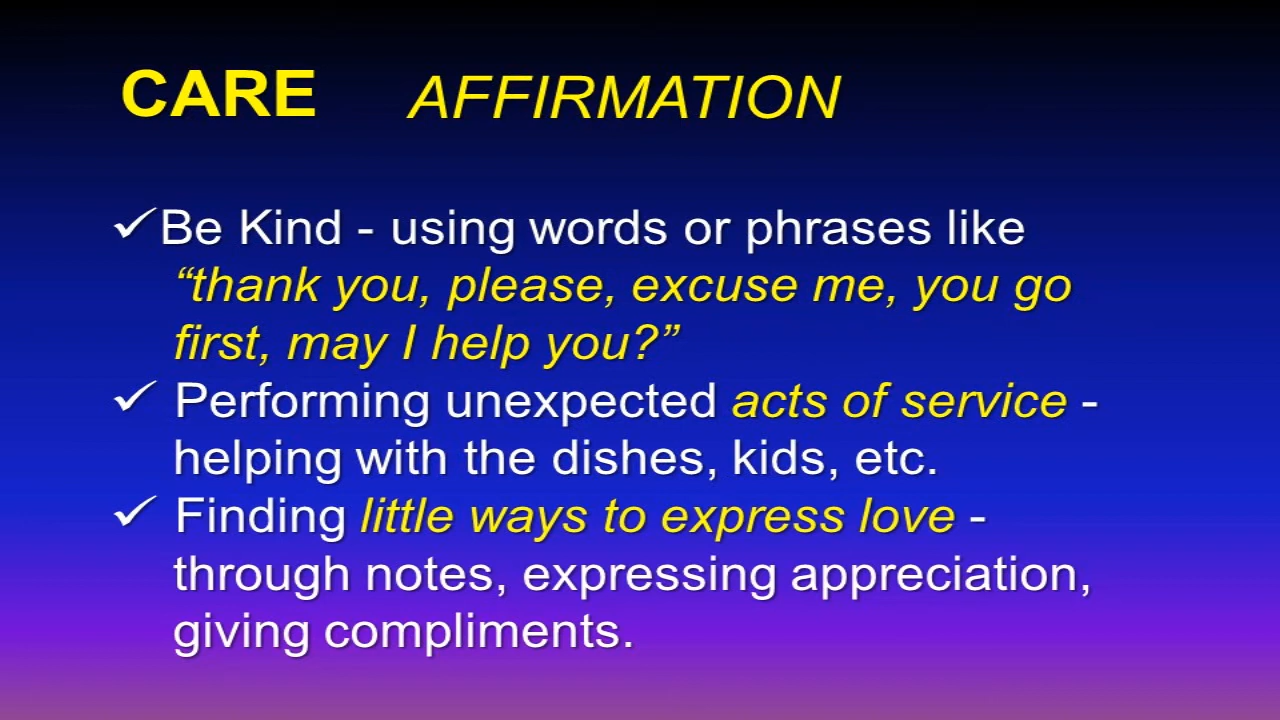 CARE AFFIRMATION
✓Be Kind - using words or phrases like
“thank you, please, excuse me, you go
first, may I help you?”
✓ Performing unexpected acts of service -
helping with the dishes, kids, etc.
✓ Finding little ways to express love -
through notes, expressing appreciation,
giving compliments.